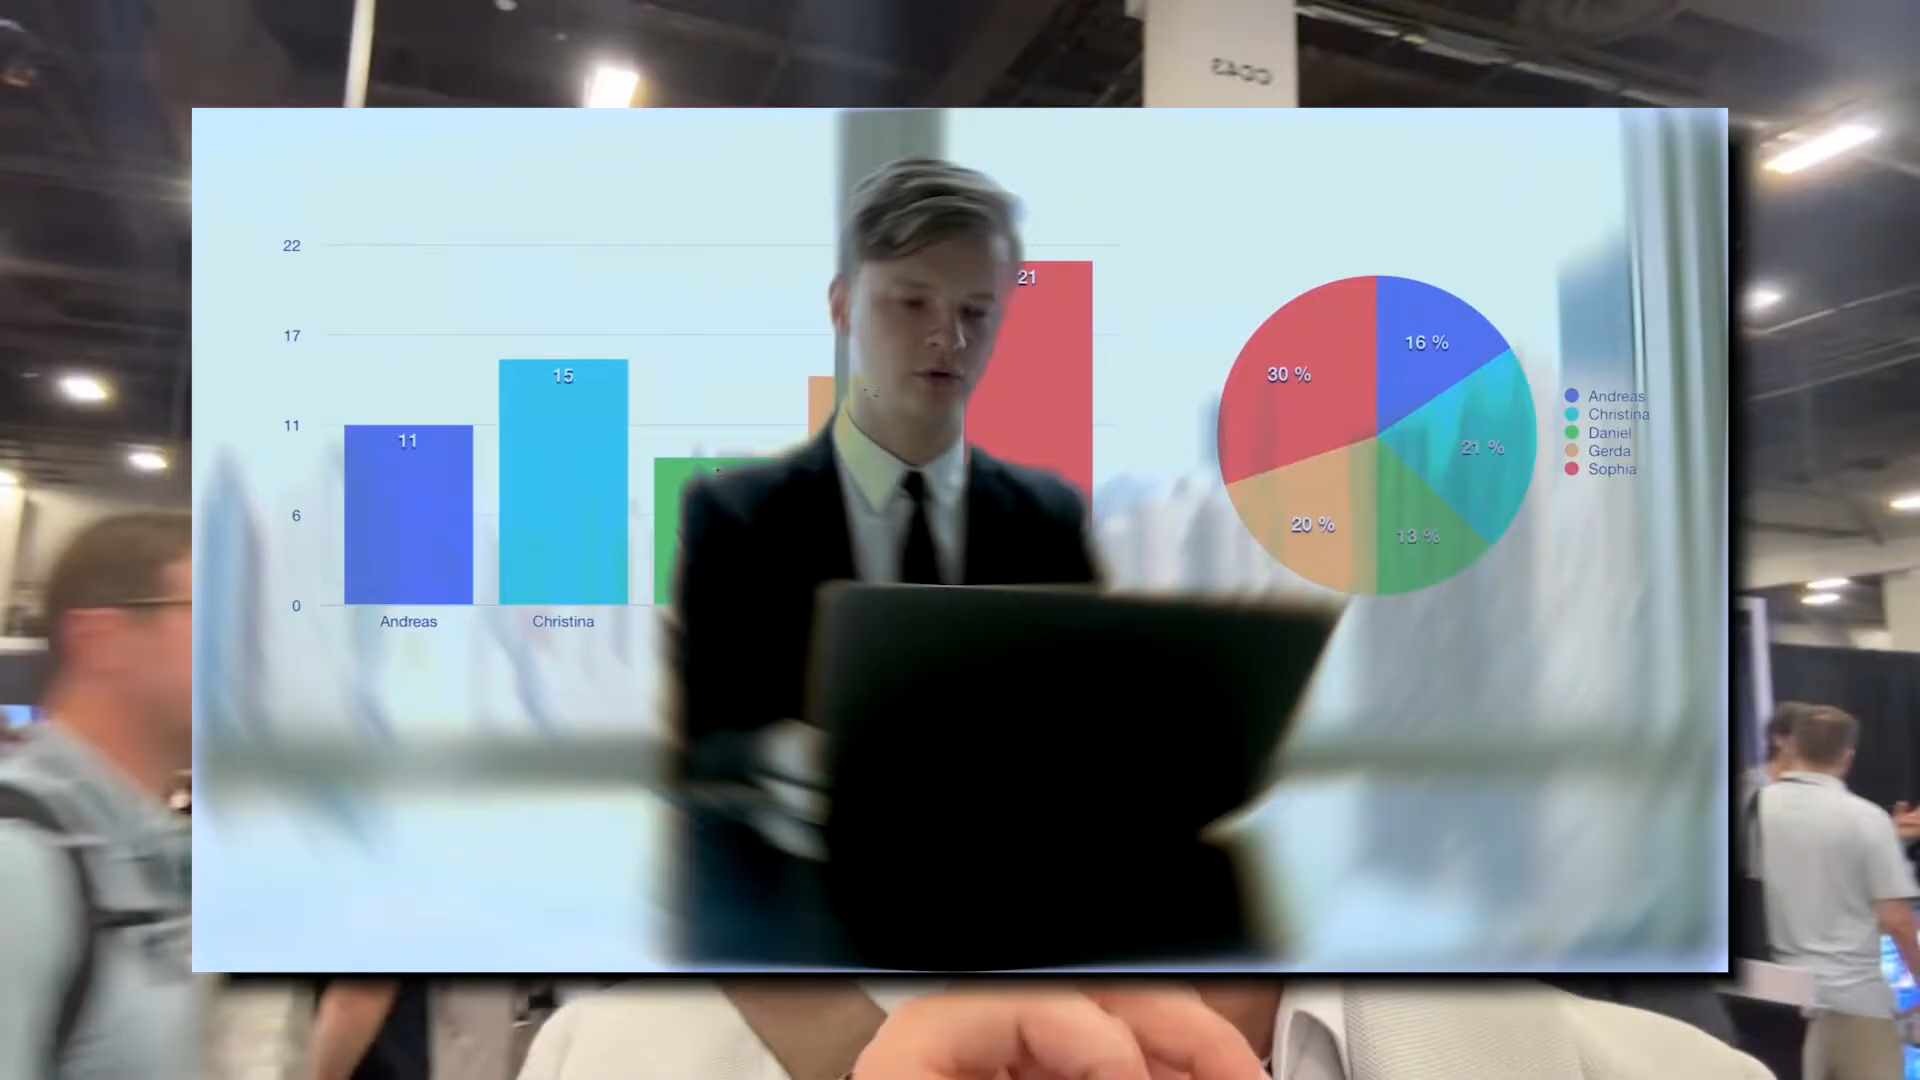 CC43
22
17
11
6
0
11
15
21
Andreas
Christina
16 %
21 %
13 %
20 %
30 %
Andreas
Christina
Daniel
Gerda
Sophia